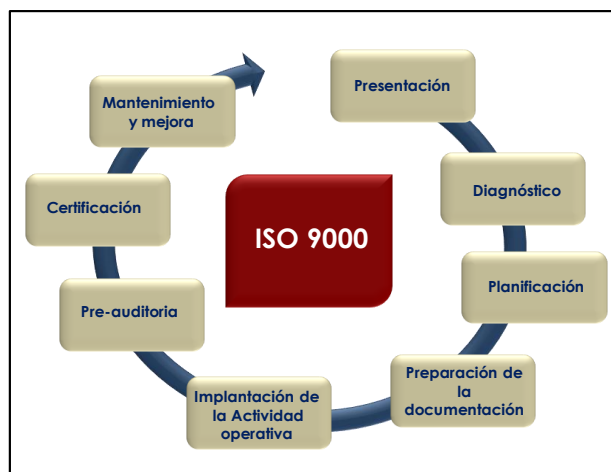 Presentación
Diagnóstico
Planificación
Preparación de
la
documentación
Implantación de
la Actividad
operativa
Pre-auditoria
Certificación
Mantenimiento
y mejora
ISO 9000